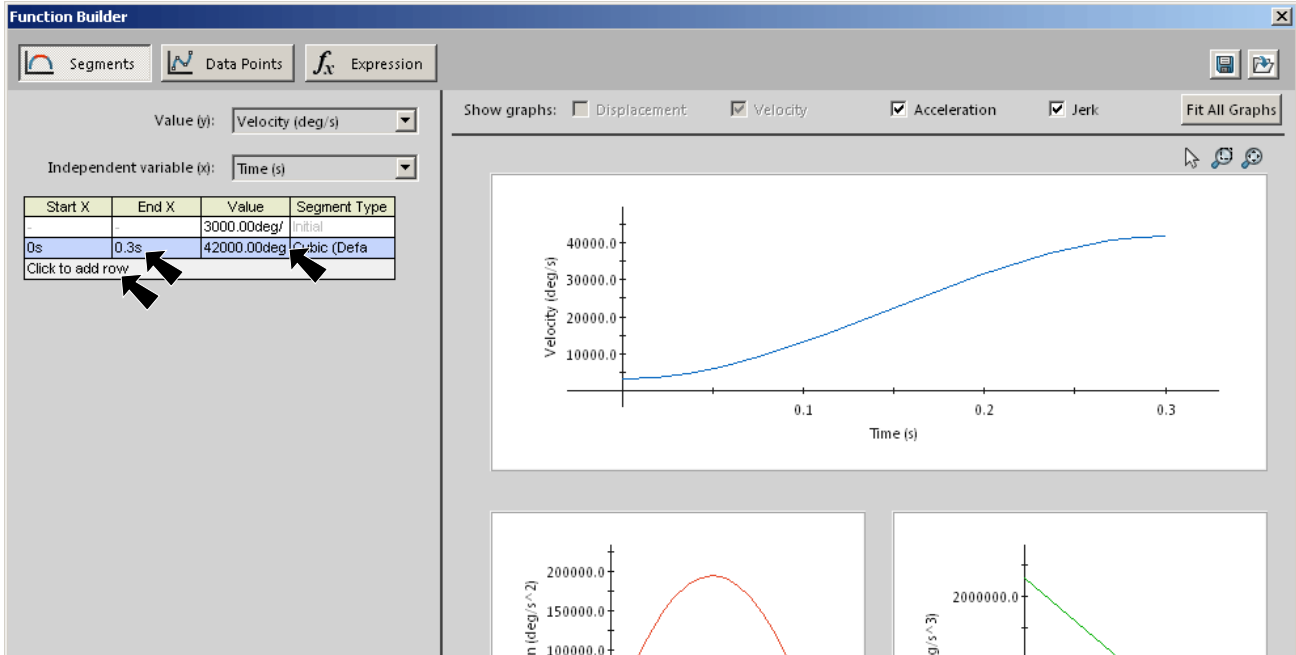 Function Builder
Segments Data Points fx Expression
Value (y): Velocity (deg/s)
Independent variable (x): Time (s)
Start X End X Value Segment Type
- - 3000.00deg/ Initial
0s 0.3s 42000.00deg Cubic (Defa
Click to add row
Show graphs: Displacement Velocity Acceleration Jerk Fit All Graphs
Velocity (deg/s)
40000.0
30000.0
20000.0
10000.0
0.1 0.2 0.3
Time (s)
n (deg/s^2)
200000.0
150000.0
100000.0
g/s^3)
2000000.0